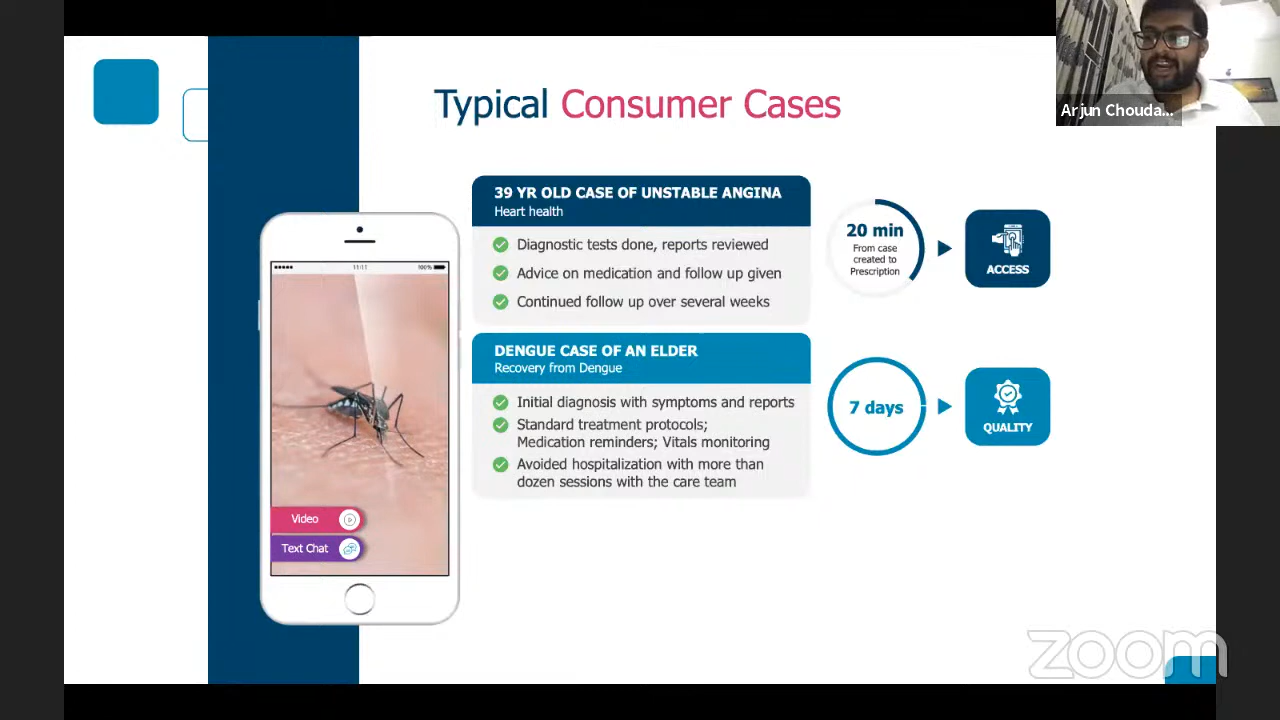 Typical Consumer Cases
Arjun Chouda...
39 YR OLD CASE OF UNSTABLE ANGINA
Heart health
Diagnostic tests done, reports reviewed
Advice on medication and follow up given
Continued follow up over several weeks
20 min
From case
created to
Prescription
ACCESS
DENGUE CASE OF AN ELDER
Recovery from Dengue
Initial diagnosis with symptoms and reports
Standard treatment protocols;
Medication reminders; Vitals monitoring
Avoided hospitalization with more than
dozen sessions with the care team
7 days
QUALITY
11:11
100%
Video
Text Chat
zoom